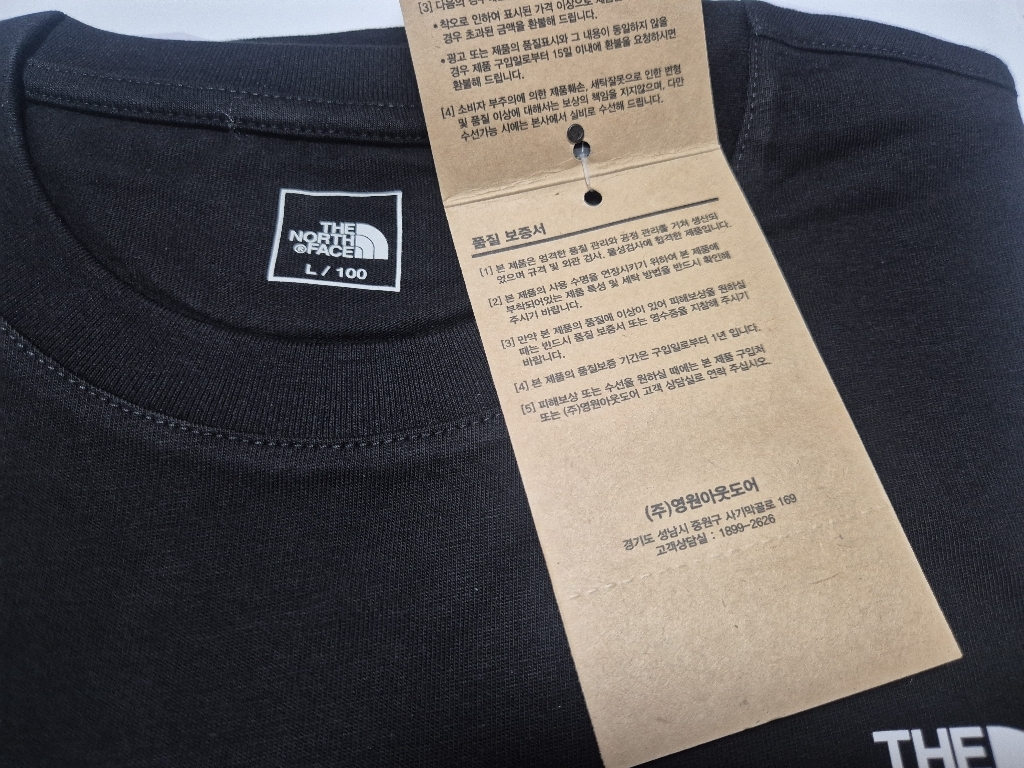 [3] 다음의 경우
• 착오로 인하여 표시된 가격 이상으로
경우 초과된 금액을 환불해 드립니다.
• 광고 또는 제품의 품질표시와 그 내용이 동일하지 않을
경우 제품 구입일로부터 15일 이내에 환불을 요청하시면
환불해 드립니다.
[4] 소비자 부주의에 의한 제품훼손, 세탁잘못으로 인한 변형
및 품질 이상에 대해서는 보상의 책임을 지지않으며, 다만
수선가능 시에는 본사에서 실비로 수선해 드립니다.
품질 보증서
[1] 본 제품은 엄격한 품질 관리와 공정 관리를 거쳐 생산되
었으며 규격 및 외관 검사, 물성검사에 합격한 제품입니다.
[2] 본 제품의 사용 수명을 연장시키기 위하여 본 제품에
부착되어있는 제품 특성 및 세탁 방법을 반드시 확인해
주시기 바랍니다.
[3] 만약 본 제품의 품질에 이상이 있어 피해보상을 원하실
때는 반드시 품질 보증서 또는 영수증을 지참해 주시기
바랍니다.
[4] 본 제품의 품질보증 기간은 구입일로부터 1년 입니다.
[5] 피해보상 또는 수선을 원하실 때에는 본 제품 구입처
또는 (주)영원아웃도어 고객 상담실로 연락 주십시오.
(주)영원아웃도어
경기도 성남시 중원구 사기막골로 169
고객상담실 : 1899-2626
THE
NORTH
®FACE
L / 100
THE